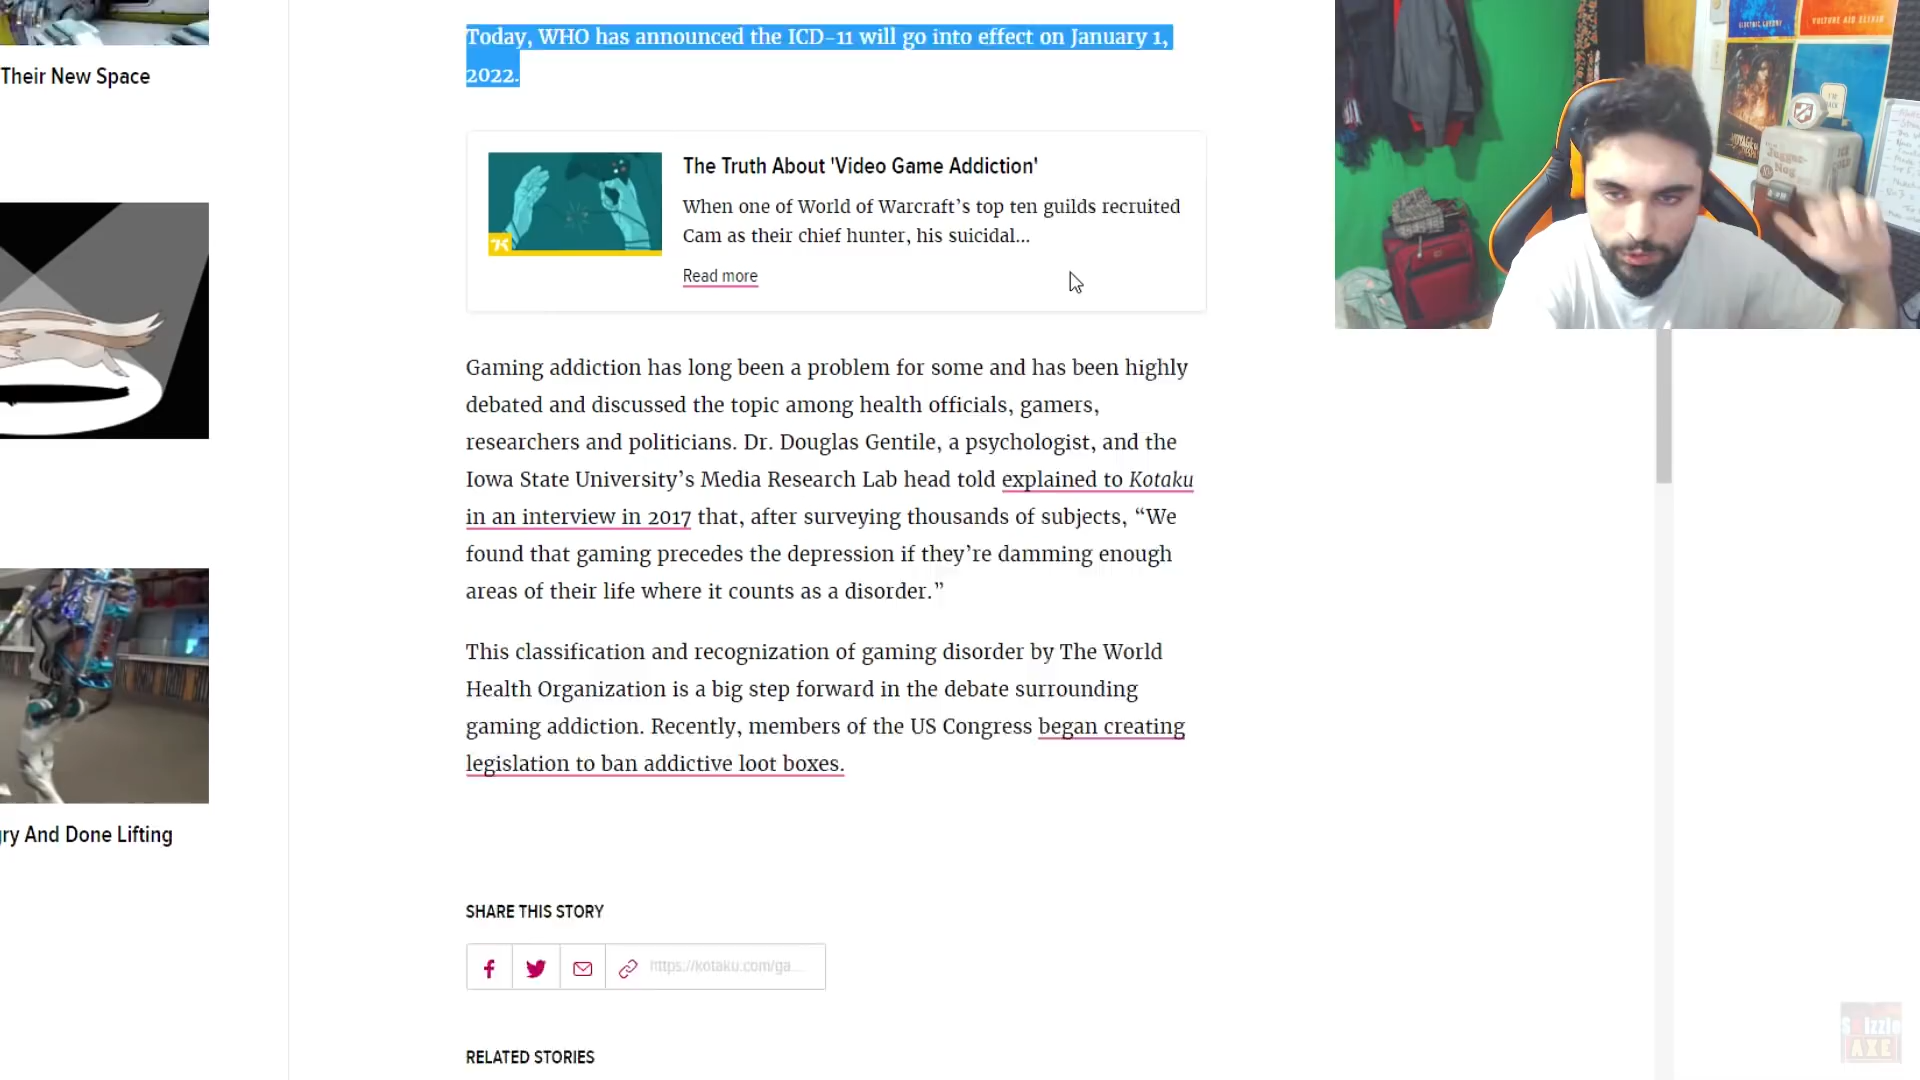 Today, WHO has announced the ICD-11 will go into effect on January 1,
2022.
Their New Space
The Truth About 'Video Game Addiction'
When one of World of Warcraft’s top ten guilds recruited
Cam as their chief hunter, his suicidal...
Read more
Gaming addiction has long been a problem for some and has been highly
debated and discussed the topic among health officials, gamers,
researchers and politicians. Dr. Douglas Gentile, a psychologist, and the
Iowa State University’s Media Research Lab head told explained to Kotaku
in an interview in 2017 that, after surveying thousands of subjects, “We
found that gaming precedes the depression if they’re damming enough
areas of their life where it counts as a disorder.”
This classification and recognization of gaming disorder by The World
Health Organization is a big step forward in the debate surrounding
gaming addiction. Recently, members of the US Congress began creating
legislation to ban addictive loot boxes.
gry And Done Lifting
SHARE THIS STORY
https://kotaku.com/ga...
RELATED STORIES
VULTURE AID ELIXIR
ICE
COLD
AXE